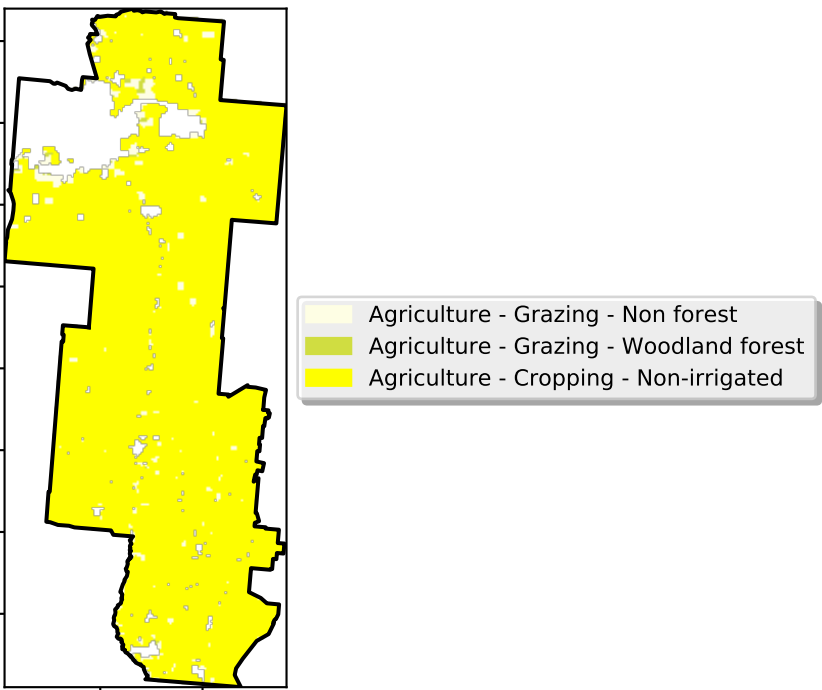 Agriculture - Grazing - Non forest
Agriculture - Grazing - Woodland forest
Agriculture - Cropping - Non-irrigated